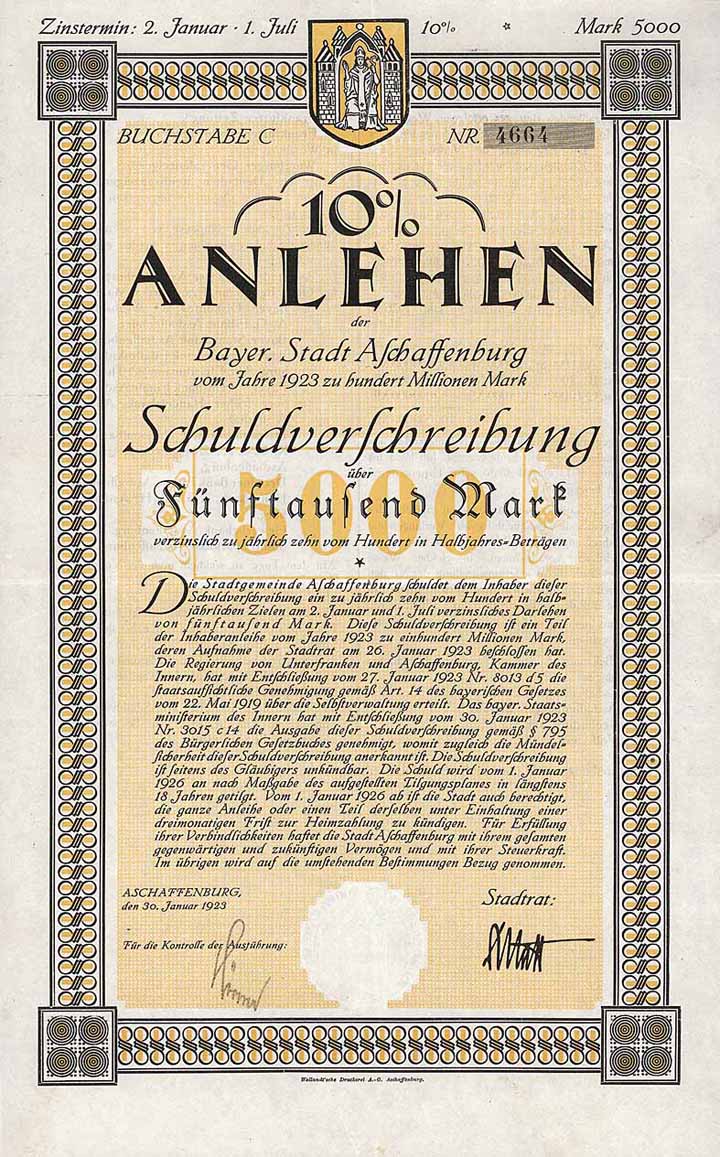 Zinstermin: 2. Januar · 1. Juli 10% * Mark 5000
BUCHSTABE C NR. 4664
10%
ANLEHEN
der
Bayer. Stadt Aſchaffenburg
vom Jahre 1923 zu hundert Millionen Mark
Schuldverſchreibung
über
5000
Fünftauſend Mark
verzinslich zu jährlich zehn vom Hundert in Halbjahres=Beträgen
*
Die Stadtgemeinde Aſchaffenburg ſchuldet dem Inhaber dieſer
Schuldverſchreibung ein zu jährlich zehn vom Hundert in halb-
jährlichen Zielen am 2. Januar und 1. Juli verzinsliches Darlehen
von fünftauſend Mark. Dieſe Schuldverſchreibung iſt ein Teil
der Inhaberanleihe vom Jahre 1923 zu einhundert Millionen Mark,
deren Aufnahme der Stadtrat am 26. Januar 1923 beſchloſſen hat.
Die Regierung von Unterfranken und Aſchaffenburg, Kammer des
Innern, hat mit Entſchließung vom 27. Januar 1923 Nr. 8013 d 5 die
ſtaatsaufſichtliche Genehmigung gemäß Art. 14 des bayeriſchen Geſetzes
vom 22. Mai 1919 über die Selbſtverwaltung erteilt. Das bayer. Staats-
miniſterium des Innern hat mit Entſchließung vom 30. Januar 1923
Nr. 3015 c 14 die Ausgabe dieſer Schuldverſchreibung gemäß § 795
des Bürgerlichen Geſetzbuches genehmigt, womit zugleich die Mündel-
ſicherheit dieſer Schuldverſchreibung anerkannt iſt. Die Schuldverſchreibung
iſt ſeitens des Gläubigers unkündbar. Die Schuld wird vom 1. Januar
1926 an nach Maßgabe des aufgeſtellten Tilgungsplanes in längſtens
18 Jahren getilgt. Vom 1. Januar 1926 ab iſt die Stadt auch berechtigt,
die ganze Anleihe oder einen Teil derſelben unter Einhaltung einer
dreimonatigen Friſt zur Heimzahlung zu kündigen. Für Erfüllung
ihrer Verbindlichkeiten haftet die Stadt Aſchaffenburg mit ihrem geſamten
gegenwärtigen und zukünftigen Vermögen und mit ihrer Steuerkraft.
Im übrigen wird auf die umſtehenden Beſtimmungen Bezug genommen.
ASCHAFFENBURG,
den 30. Januar 1923
Stadtrat:
Für die Kontrolle der Ausführung:
Wailandt'sche Druckerei A.-G. Aschaffenburg.